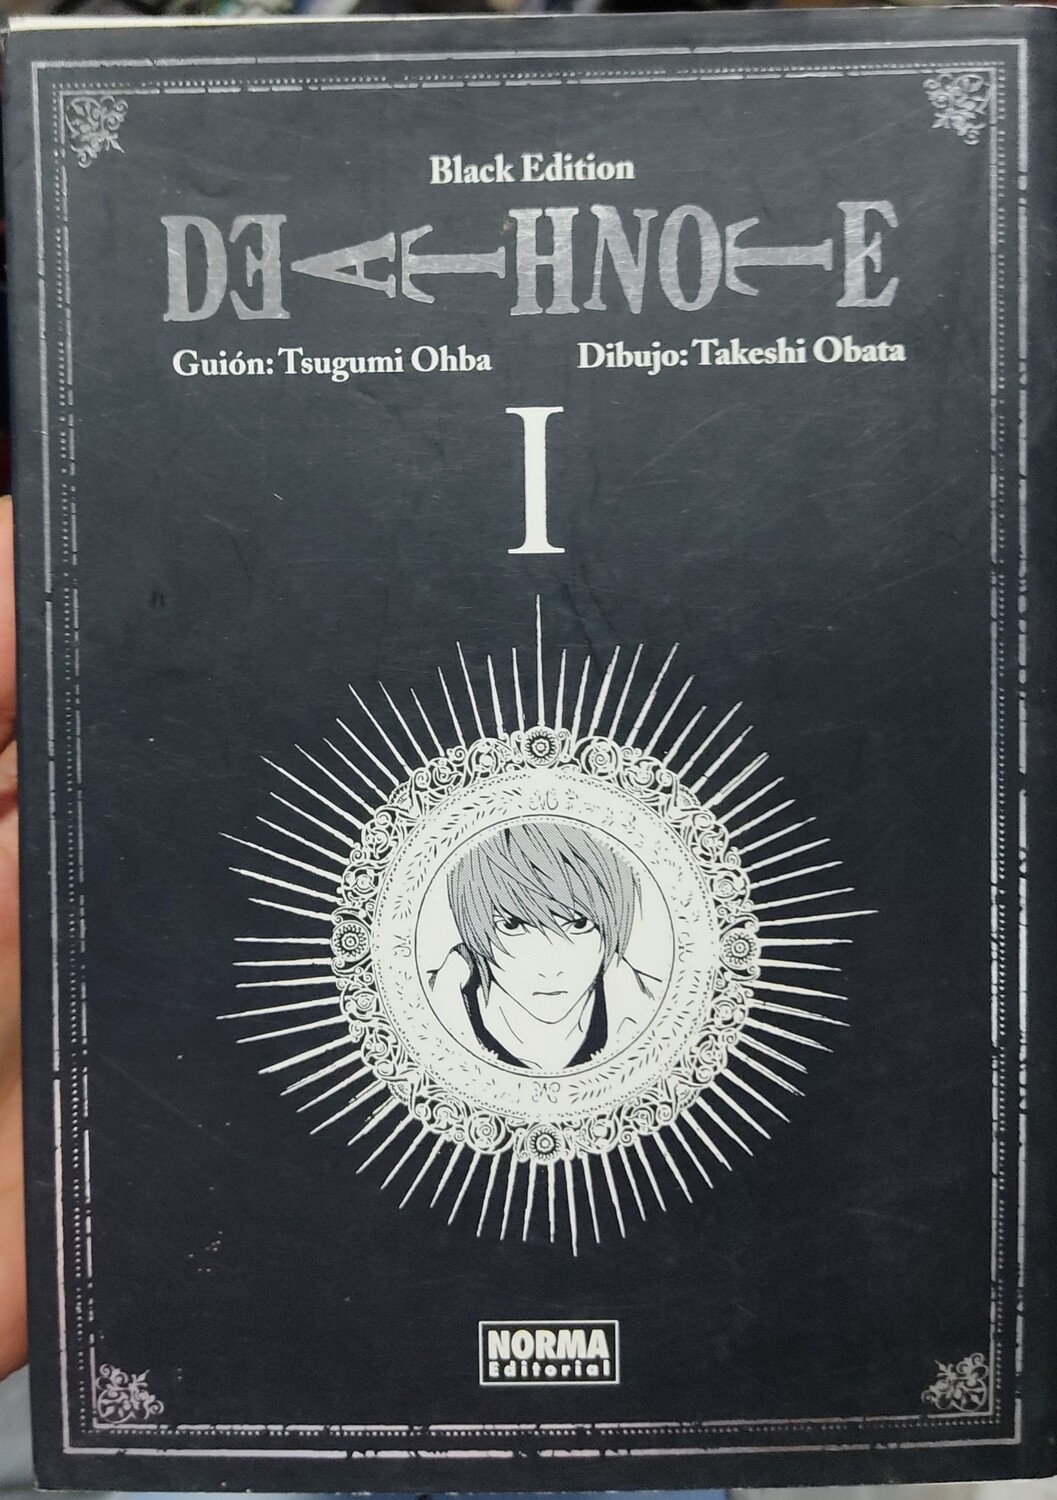 Black Edition
DEATHNOTE
Guión: Tsugumi Ohba
Dibujo: Takeshi Obata
I
NORMA
Editorial